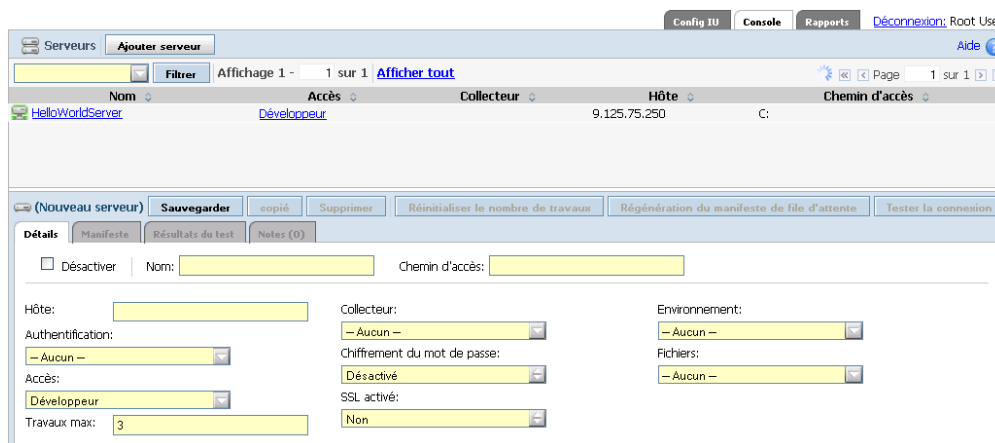 Config IU Console Rapports Déconnexion: Root Use
Serveurs Ajouter serveur Aide
Filtrer Affichage 1 - 1 sur 1 Afficher tout Page 1 sur 1
Nom Accès Collecteur Hôte Chemin d'accès
HelloWorldServer Développeur 9.125.75.250 C:
(Nouveau serveur) Sauvegarder copié Supprimer Réinitialiser le nombre de travaux Régénération du manifeste de file d'attente Tester la connexion
Détails Manifeste Résultats du test Notes (0)
Désactiver Nom: Chemin d'accès:
Hôte: Collecteur: Environnement:
-- Aucun -- -- Aucun --
Authentification:
-- Aucun --
Chiffrement du mot de passe: Fichiers:
Désactivé -- Aucun --
Accès:
Développeur
SSL activé:
Non
Travaux max: 3